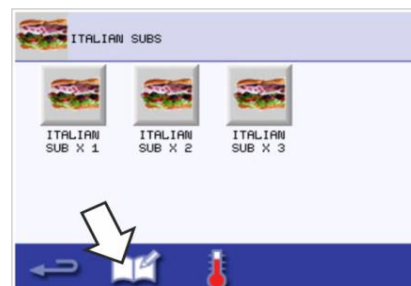 ITALIAN SUBS
ITALIAN
SUB X 1
ITALIAN
SUB X 2
ITALIAN
SUB X 3